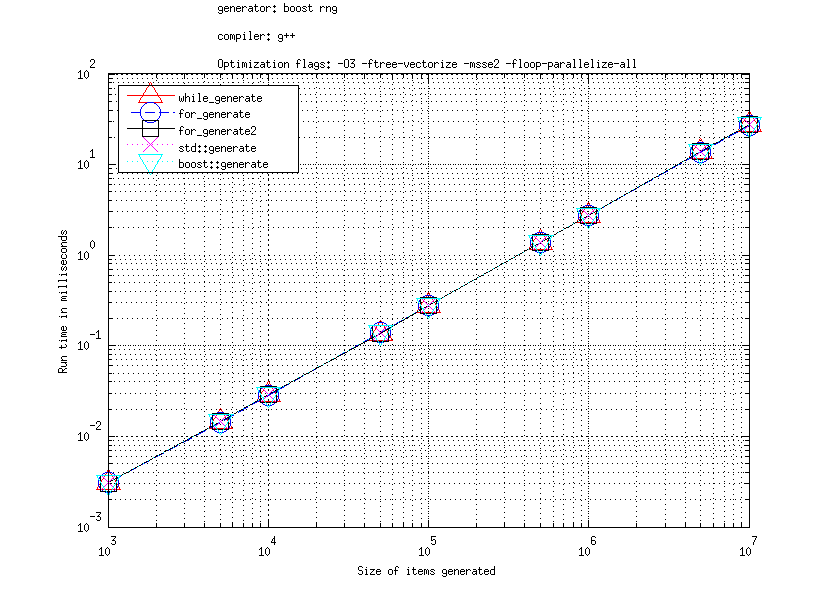 generator: boost rng
compiler: g++
Optimization flags: -O3 -ftree-vectorize -msse2 -floop-parallelize-all
while_generate
for_generate
for_generate2
std::generate
boost::generate
Run time in milliseconds
10^2
10^1
10^0
10^-1
10^-2
10^-3
10^3 10^4 10^5 10^6 10^7
Size of items generated